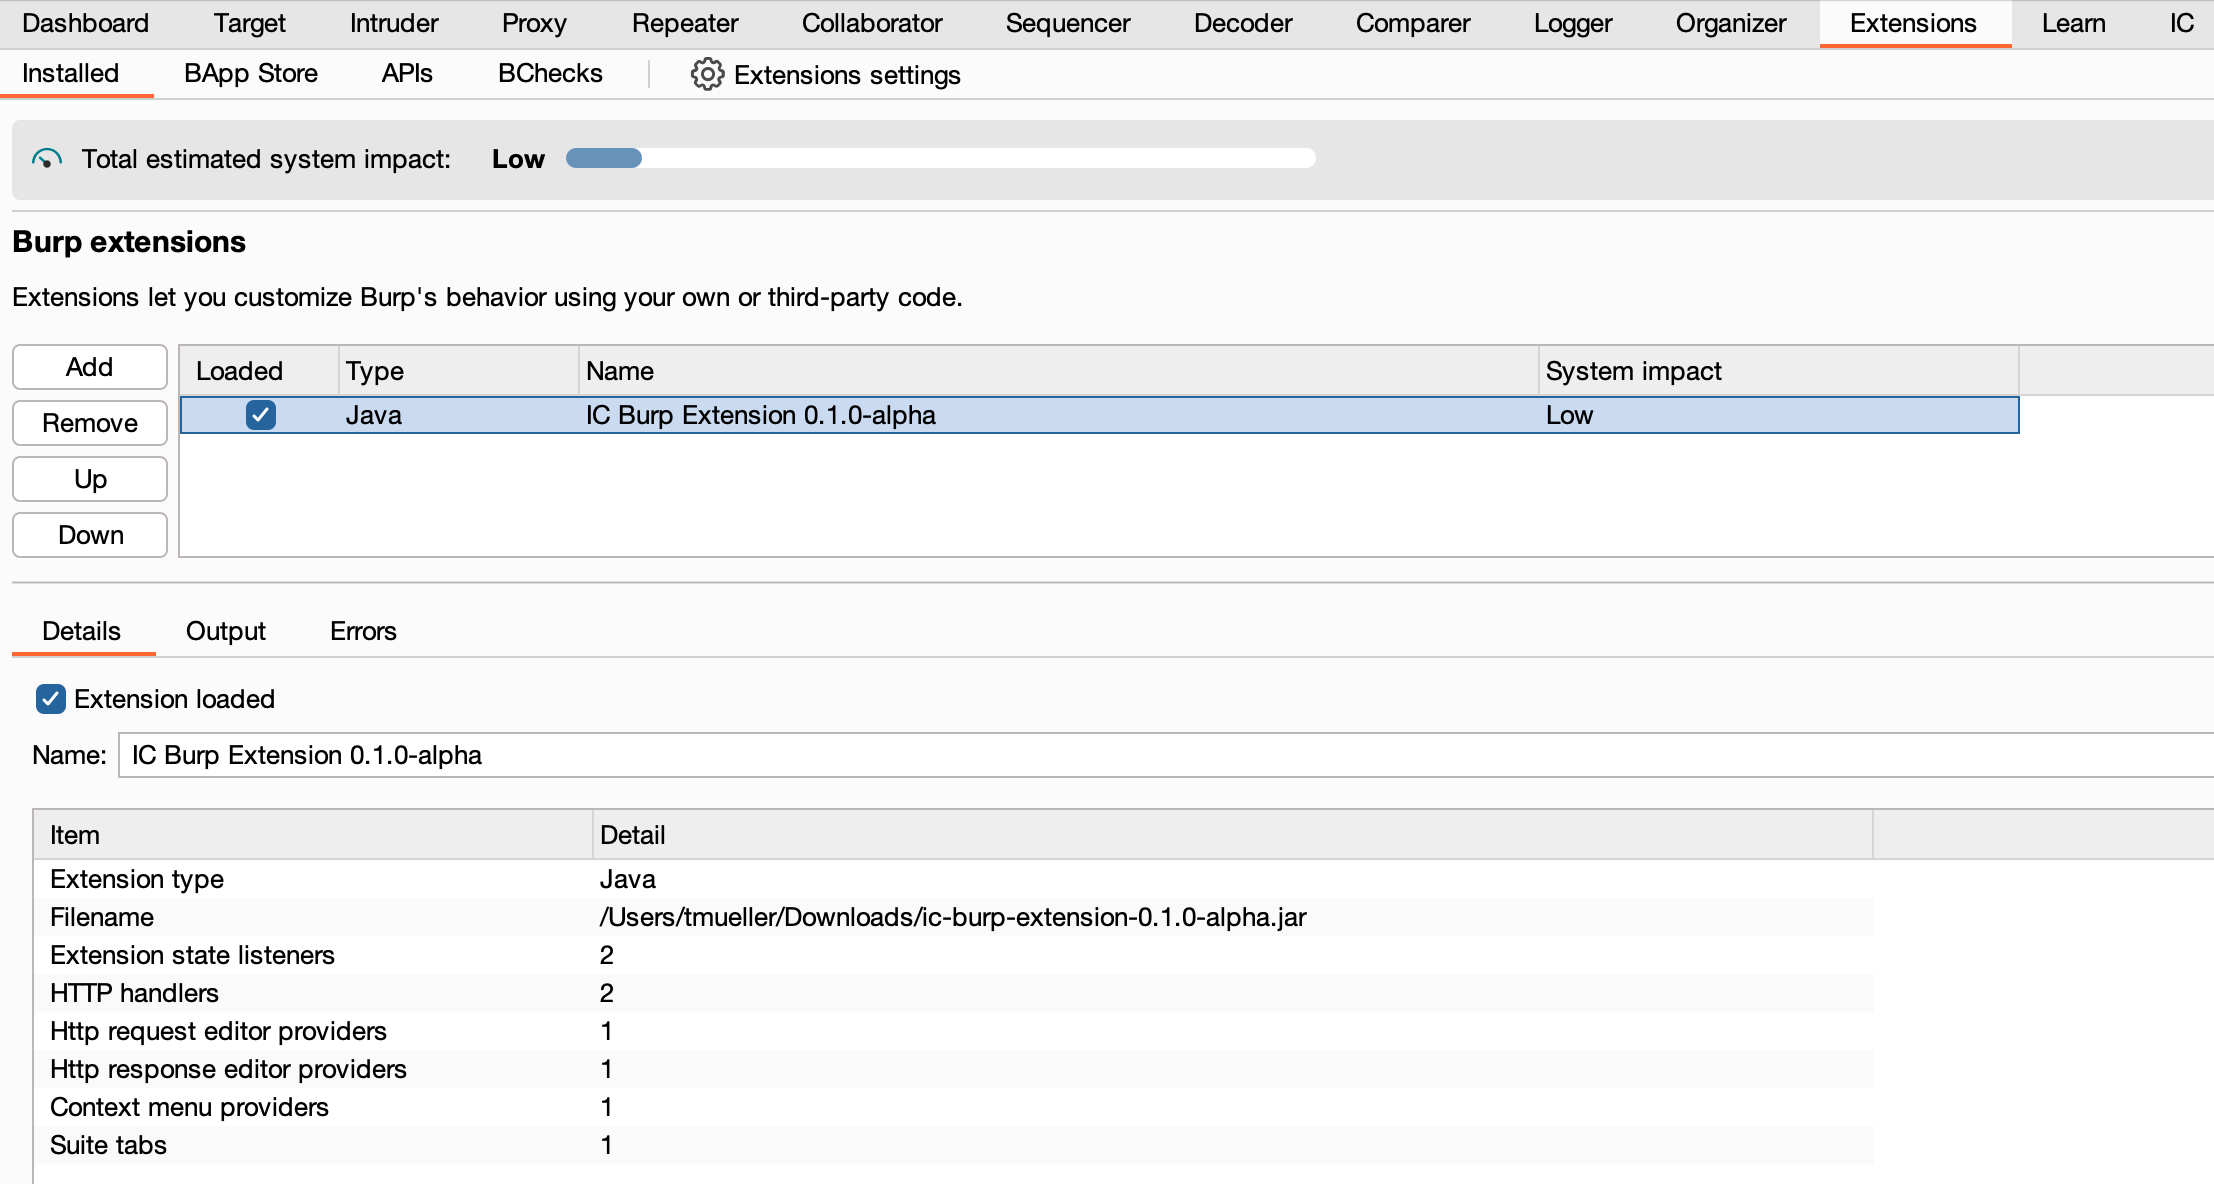 Dashboard Target Intruder Proxy Repeater Collaborator Sequencer Decoder Comparer Logger Organizer Extensions Learn IC
Installed BApp Store APIs BChecks Extensions settings
Total estimated system impact: Low
Burp extensions
Extensions let you customize Burp's behavior using your own or third-party code.
Add
Remove
Up
Down
Loaded Type Name System impact
Java IC Burp Extension 0.1.0-alpha Low
Details Output Errors
Extension loaded
Name: IC Burp Extension 0.1.0-alpha
Item Detail
Extension type Java
Filename /Users/tmueller/Downloads/ic-burp-extension-0.1.0-alpha.jar
Extension state listeners 2
HTTP handlers 2
Http request editor providers 1
Http response editor providers 1
Context menu providers 1
Suite tabs 1